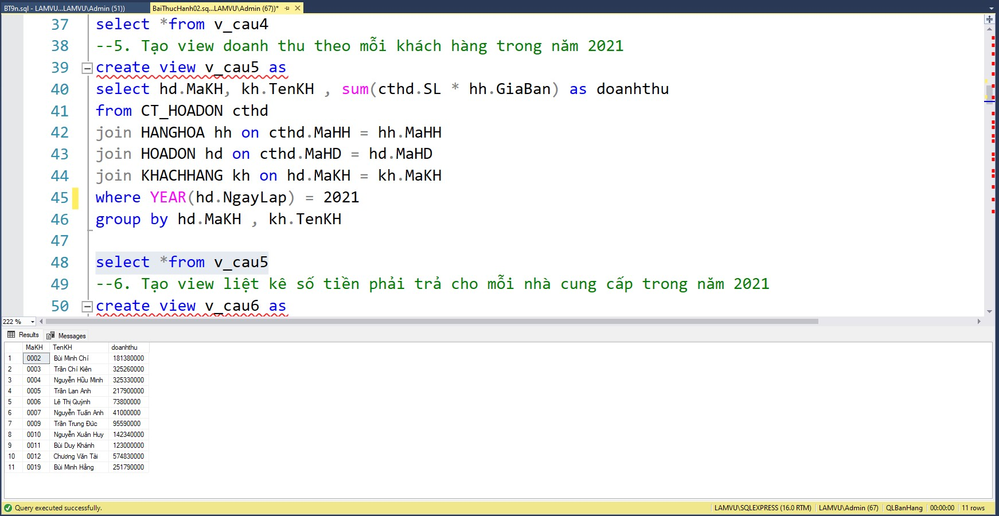 BT9n.sql - LAMVU...LAMVU\Admin (51))
BaiThucHanh02.sq...LAMVU\Admin (67))*
37 select *from v_cau4
38 --5. Tạo view doanh thu theo mỗi khách hàng trong năm 2021
39 create view v_cau5 as
40 select hd.MaKH, kh.TenKH , sum(cthd.SL * hh.GiaBan) as doanhthu
41 from CT_HOADON cthd
42 join HANGHOA hh on cthd.MaHH = hh.MaHH
43 join HOADON hd on cthd.MaHD = hd.MaHD
44 join KHACHHANG kh on hd.MaKH = kh.MaKH
45 where YEAR(hd.NgayLap) = 2021
46 group by hd.MaKH , kh.TenKH
47
48 select *from v_cau5
49 --6. Tạo view liệt kê số tiền phải trả cho mỗi nhà cung cấp trong năm 2021
50 create view v_cau6 as
222 %
Results Messages
MaKH TenKH doanhthu
1 0002 Bùi Minh Chí 181380000
2 0003 Trần Chí Kiên 325260000
3 0004 Nguyễn Hữu Minh 325330000
4 0005 Trần Lan Anh 217900000
5 0006 Lê Thị Quỳnh 73800000
6 0007 Nguyễn Tuấn Anh 41000000
7 0009 Trần Trung Đức 95590000
8 0010 Nguyễn Xuân Huy 142340000
9 0011 Bùi Duy Khánh 123000000
10 0012 Chương Văn Tài 574830000
11 0019 Bùi Minh Hằng 251790000
Query executed successfully.
LAMVU\SQLEXPRESS (16.0 RTM) LAMVU\Admin (67) QLBanHang 00:00:00 11 rows